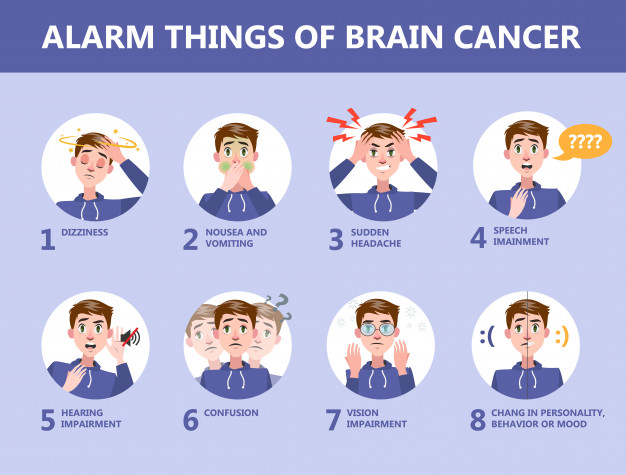 ALARM THINGS OF BRAIN CANCER
1 DIZZINESS
2 NOUSEA AND
VOMITING
3 SUDDEN
HEADACHE
????
4 SPEECH
IMAINMENT
5 HEARING
IMPAIRMENT
?
?
6 CONFUSION
7 VISION
IMPAIRMENT
:(
:)
8 CHANG IN PERSONALITY,
BEHAVIOR OR MOOD